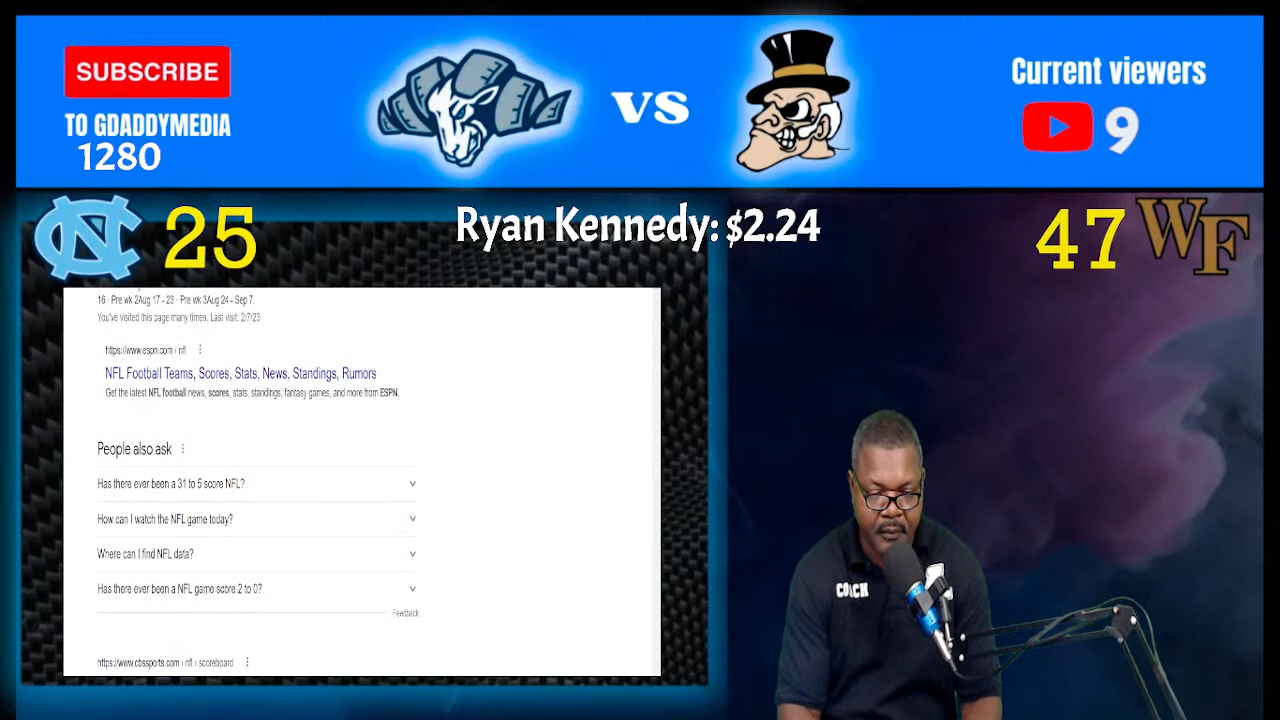 SUBSCRIBE
TO GDADDYMEDIA
1280
VS
Current viewers
9
NC
25
Ryan Kennedy: $2.24
47
WF
16 · Pre wk 2Aug 17 - 23 · Pre wk 3Aug 24 - Sep 7.
You've visited this page many times. Last visit: 2/7/23
https://www.espn.com › nfl
NFL Football Teams, Scores, Stats, News, Standings, Rumors
Get the latest NFL football news, scores, stats, standings, fantasy games, and more from ESPN.
People also ask
Has there ever been a 31 to 5 score NFL?
How can I watch the NFL game today?
Where can I find NFL data?
Has there ever been a NFL game score 2 to 0?
Feedback
https://www.cbssports.com › nfl › scoreboard
COACH